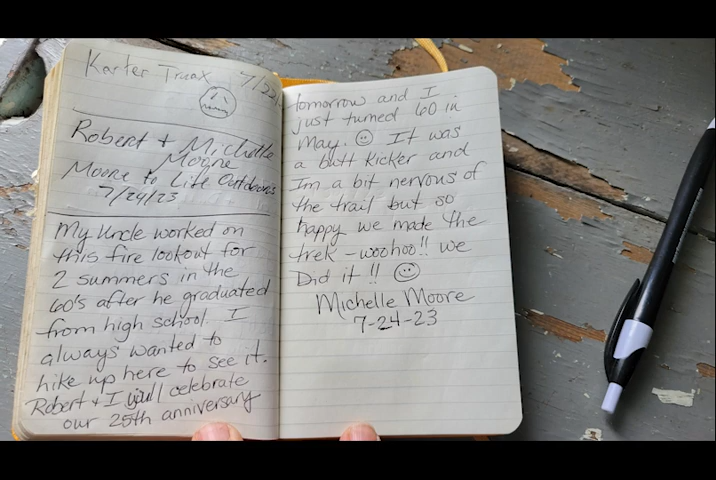 Karter Truax 7/22/
Robert + Michelle
Moore
Moore to Life Outdoors
7/24/23
My Uncle worked on
this fire lookout for
2 summers in the
60's after he graduated
from high school. I
always wanted to
hike up here to see it.
Robert + I will celebrate
our 25th anniversary
tomorrow and I
just turned 60 in
May. ☺ It was
a butt kicker and
I'm a bit nervous of
the trail but so
happy we made the
trek - woohoo!! we
Did it !! ☺
Michelle Moore
7-24-23